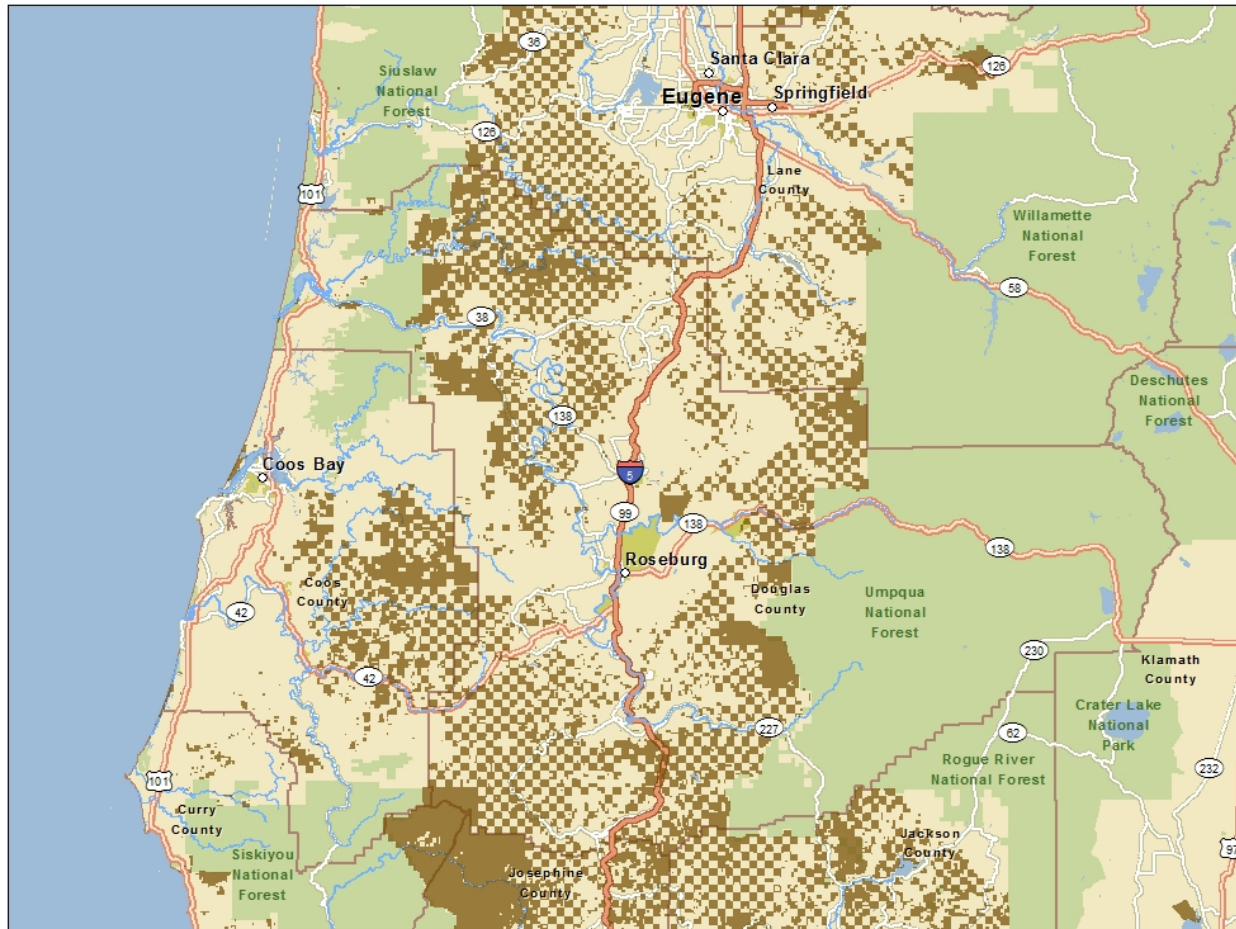 36
Santa Clara
126
Siuslaw
National
Forest
Eugene
Springfield
126
Lane
County
101
Willamette
National
Forest
58
38
Deschutes
National
Forest
138
Coos Bay
5
99
138
138
Roseburg
Coos
County
Douglas
County
Umpqua
National
Forest
42
230
Klamath
County
42
Crater Lake
National
Park
227
62
Rogue River
National Forest
232
101
Curry
County
Jackson
County
97
Siskiyou
National
Forest
Josephine
County